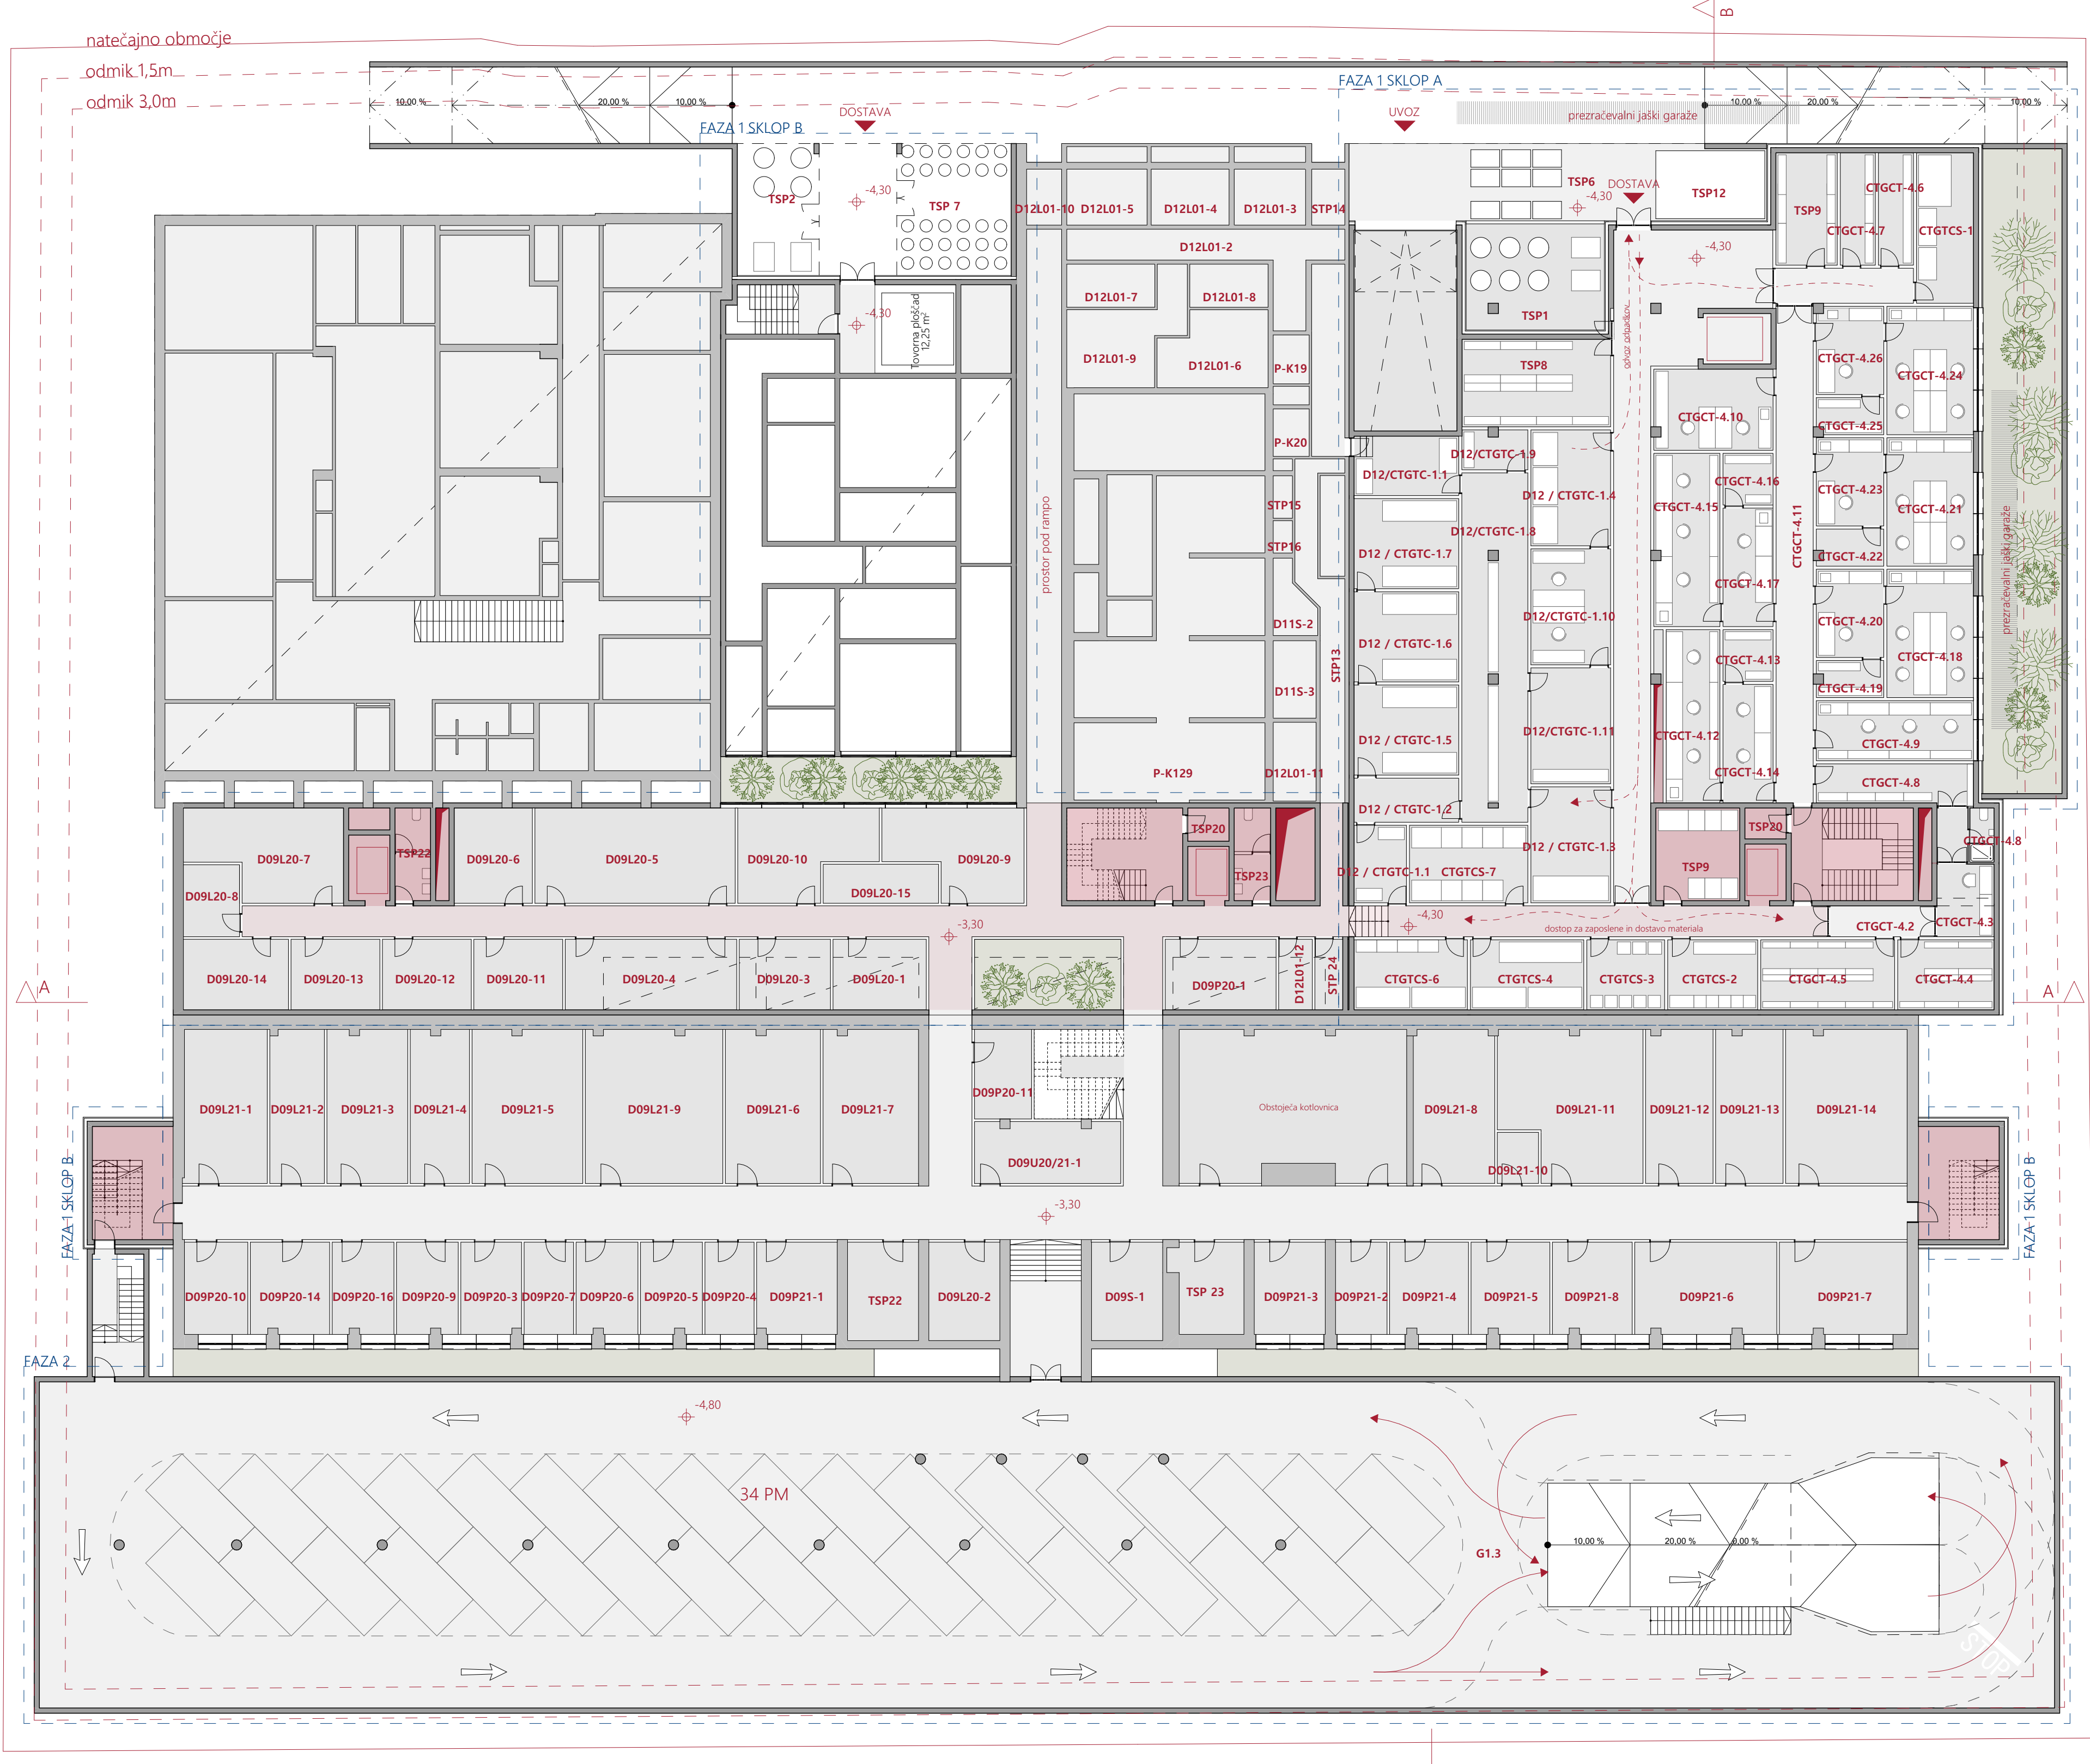 B
natečajno območje
odmik 1,5m
odmik 3,0m
FAZA 1 SKLOP A
10,00 %
20,00 %
10,00 %
10,00 %
20,00 %
10,00 %
DOSTAVA
UVOZ
prezračevalni jaški garaže
FAZA 1 SKLOP B
TSP2
-4,30
TSP 7
D12L01-10
D12L01-5
D12L01-4
D12L01-3
STP14
TSP6
DOSTAVA
-4,30
TSP12
TSP9
CTGCT-4.6
CTGCT-4.7
CTGTCS-1
D12L01-2
-4,30
-4,30
Tovorna ploščad
12,25 m²
D12L01-7
D12L01-8
TSP1
odvoz odpadkov
D12L01-9
D12L01-6
P-K19
TSP8
CTGCT-4.26
CTGCT-4.24
CTGCT-4.10
CTGCT-4.25
P-K20
D12/CTGTC-1.1
D12/CTGTC-1.9
D12 / CTGTC-1.4
CTGCT-4.16
CTGCT-4.23
CTGCT-4.15
CTGCT-4.21
STP15
D12/CTGTC-1.8
CTGCT-4.11
prostor pod rampo
STP16
D12 / CTGTC-1.7
CTGCT-4.22
CTGCT-4.17
prezračevalni jaški garaže
D11S-2
D12/CTGTC-1.10
CTGCT-4.20
D12 / CTGTC-1.6
CTGCT-4.13
CTGCT-4.18
STP13
D11S-3
CTGCT-4.19
D12/CTGTC-1.11
CTGCT-4.12
D12 / CTGTC-1.5
CTGCT-4.9
P-K129
D12L01-11
CTGCT-4.14
CTGCT-4.8
D12 / CTGTC-1.2
TSP20
TSP20
CTGCT-4.8
D09L20-7
TSP22
D09L20-6
D09L20-5
D09L20-10
D09L20-9
D12 / CTGTC-1.3
TSP9
D09L20-8
D09L20-15
TSP23
D12 / CTGTC-1.1
CTGTCS-7
-3,30
-4,30
dostop za zaposlene in dostavo materiala
CTGCT-4.2
CTGCT-4.3
D09L20-14
D09L20-13
D09L20-12
D09L20-11
D09L20-4
D09L20-3
D09L20-1
D09P20-1
D12L01-12
STP 24
CTGTCS-6
CTGTCS-4
CTGTCS-3
CTGTCS-2
CTGCT-4.5
CTGCT-4.4
A
A
D09L21-1
D09L21-2
D09L21-3
D09L21-4
D09L21-5
D09L21-9
D09L21-6
D09L21-7
D09P20-11
Obstoječa kotlovnica
D09L21-8
D09L21-11
D09L21-12
D09L21-13
D09L21-14
D09U20/21-1
D09L21-10
FAZA 1 SKLOP B
FAZA 1 SKLOP B
-3,30
D09P20-10
D09P20-14
D09P20-16
D09P20-9
D09P20-3
D09P20-7
D09P20-6
D09P20-5
D09P20-4
D09P21-1
TSP22
D09L20-2
D09S-1
TSP 23
D09P21-3
D09P21-2
D09P21-4
D09P21-5
D09P21-8
D09P21-6
D09P21-7
FAZA 2
-4,80
34 PM
G1.3
10,00 %
20,00 %
0,00 %
STOP